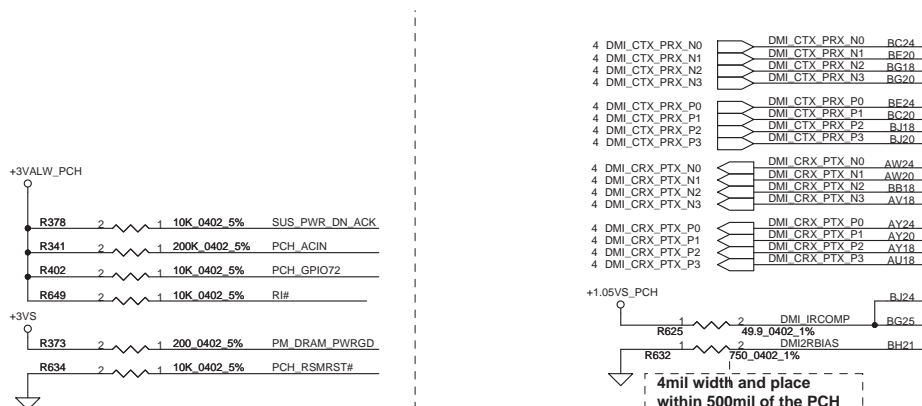 +3VALW_PCH
R378 2 1 10K_0402_5% SUS_PWR_DN_ACK
R341 2 1 200K_0402_5% PCH_ACIN
R402 2 1 10K_0402_5% PCH_GPIO72
R649 2 1 10K_0402_5% RI#
+3VS
R373 2 1 200_0402_5% PM_DRAM_PWRGD
R634 2 1 10K_0402_5% PCH_RSMRST#
4 DMI_CTX_PRX_N0 DMI_CTX_PRX_N0 BC24
4 DMI_CTX_PRX_N1 DMI_CTX_PRX_N1 BE20
4 DMI_CTX_PRX_N2 DMI_CTX_PRX_N2 BG18
4 DMI_CTX_PRX_N3 DMI_CTX_PRX_N3 BG20
4 DMI_CTX_PRX_P0 DMI_CTX_PRX_P0 BE24
4 DMI_CTX_PRX_P1 DMI_CTX_PRX_P1 BC20
4 DMI_CTX_PRX_P2 DMI_CTX_PRX_P2 BJ18
4 DMI_CTX_PRX_P3 DMI_CTX_PRX_P3 BJ20
4 DMI_CRX_PTX_N0 DMI_CRX_PTX_N0 AW24
4 DMI_CRX_PTX_N1 DMI_CRX_PTX_N1 AW20
4 DMI_CRX_PTX_N2 DMI_CRX_PTX_N2 BB18
4 DMI_CRX_PTX_N3 DMI_CRX_PTX_N3 AV18
4 DMI_CRX_PTX_P0 DMI_CRX_PTX_P0 AY24
4 DMI_CRX_PTX_P1 DMI_CRX_PTX_P1 AY20
4 DMI_CRX_PTX_P2 DMI_CRX_PTX_P2 AY18
4 DMI_CRX_PTX_P3 DMI_CRX_PTX_P3 AU18
+1.05VS_PCH
BJ24
R625 1 2 49.9_0402_1% DMI_IRCOMP BG25
R632 1 2 750_0402_1% DMI2RBIAS BH21
4mil width and place
within 500mil of the PCH